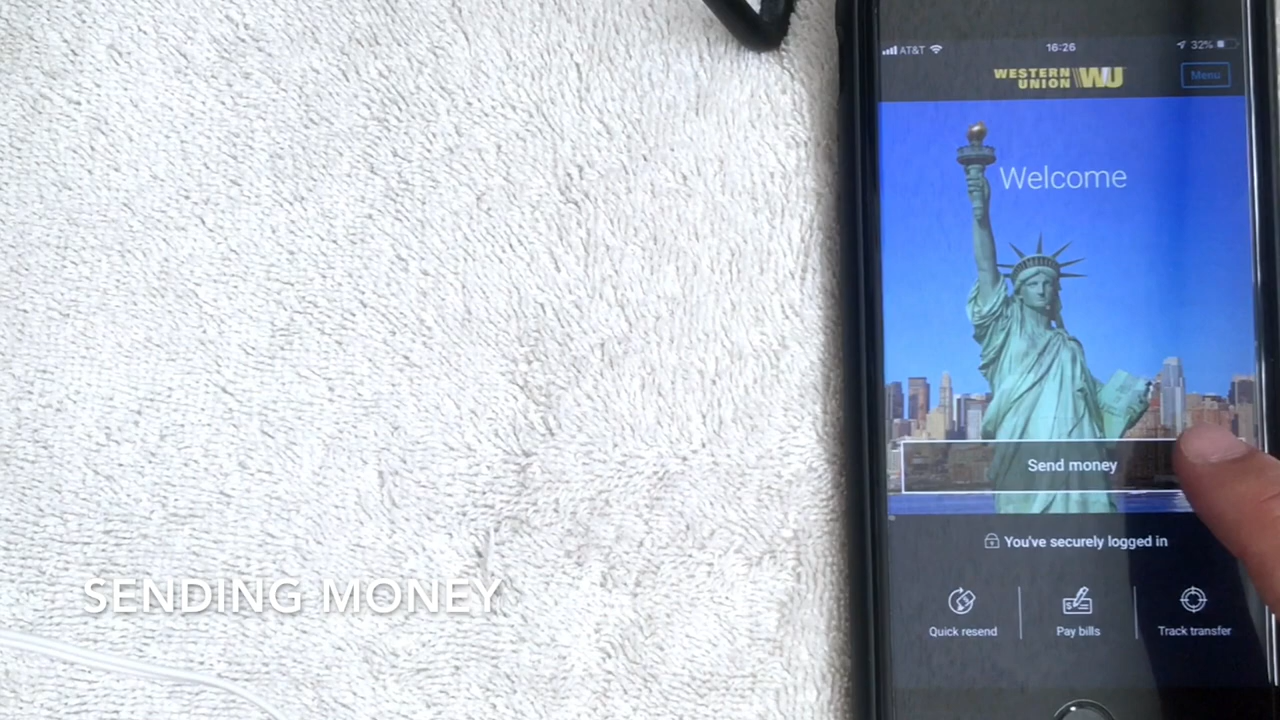 AT&T 16:26 32%
WESTERN UNION WU
Menu
Welcome
Send money
You've securely logged in
Quick resend Pay bills Track transfer
SENDING MONEY